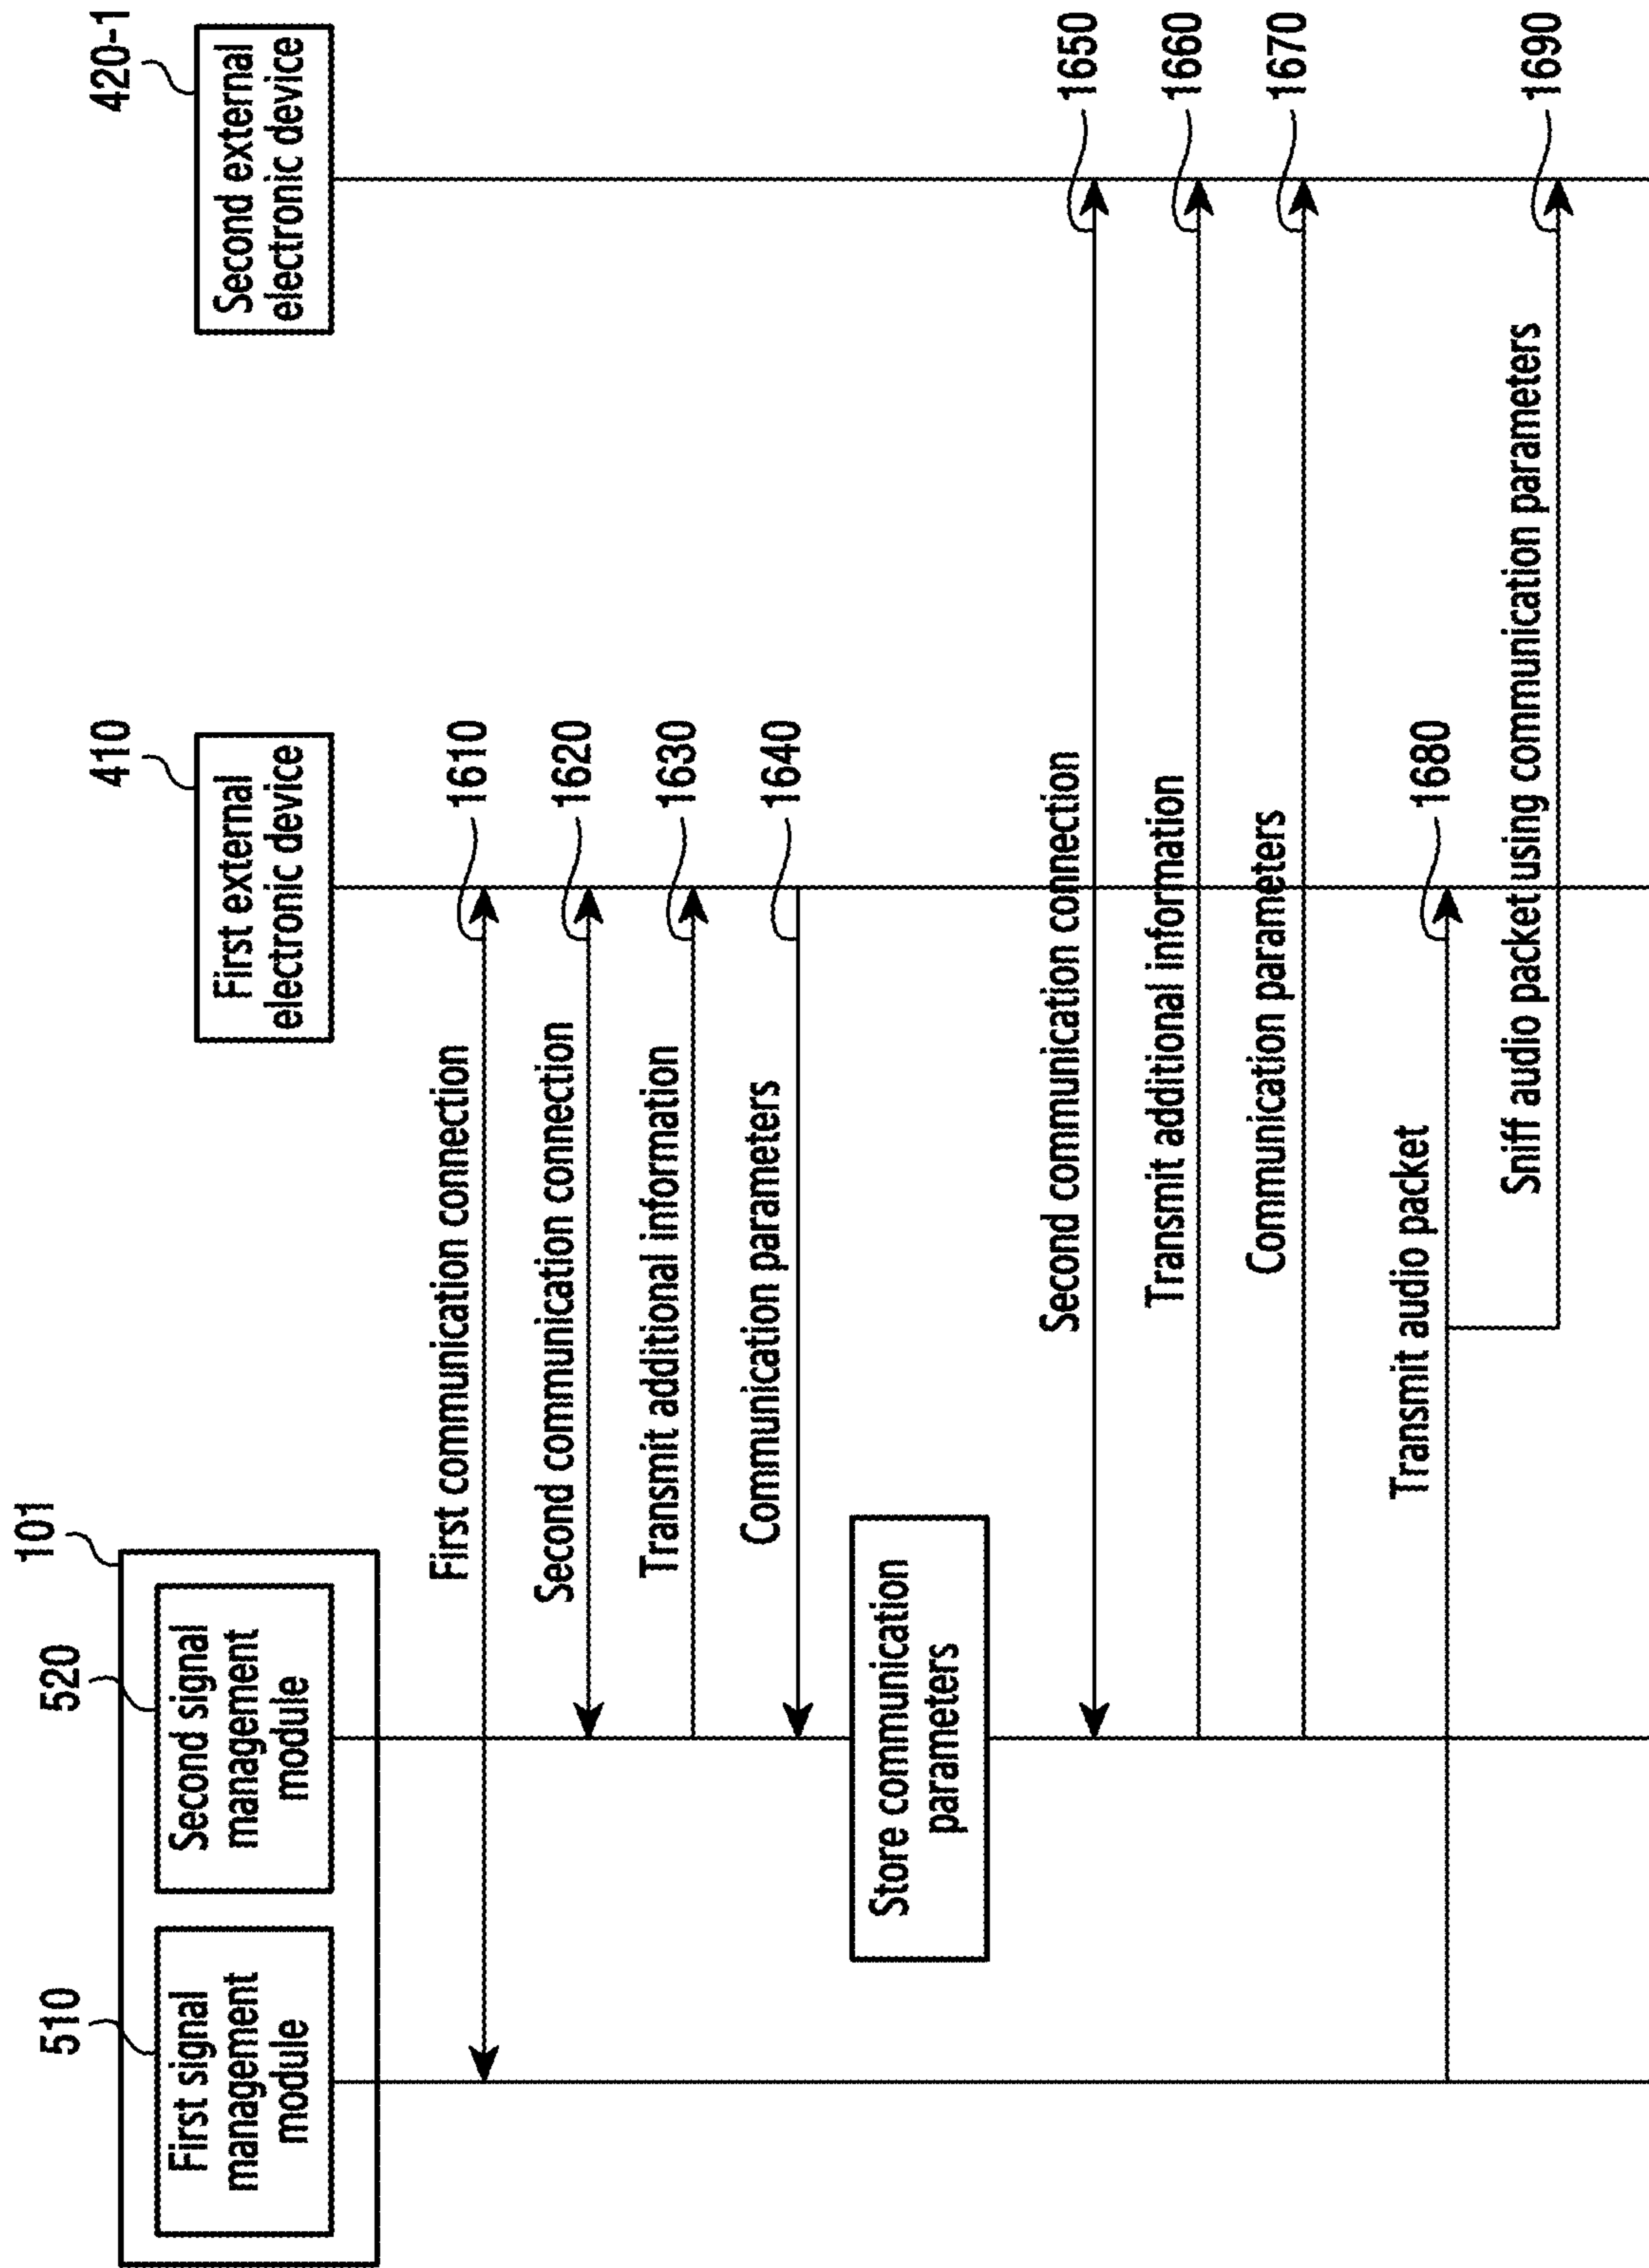 101
510
520
410
420-1
First signal
management
module
Second signal
management
module
First external
electronic device
Second external
electronic device
First communication connection
1610
Second communication connection
1620
Transmit additional information
1630
Communication parameters
1640
Store communication
parameters
Second communication connection
1650
Transmit additional information
1660
Communication parameters
1670
Transmit audio packet
1680
Sniff audio packet using communication parameters
1690